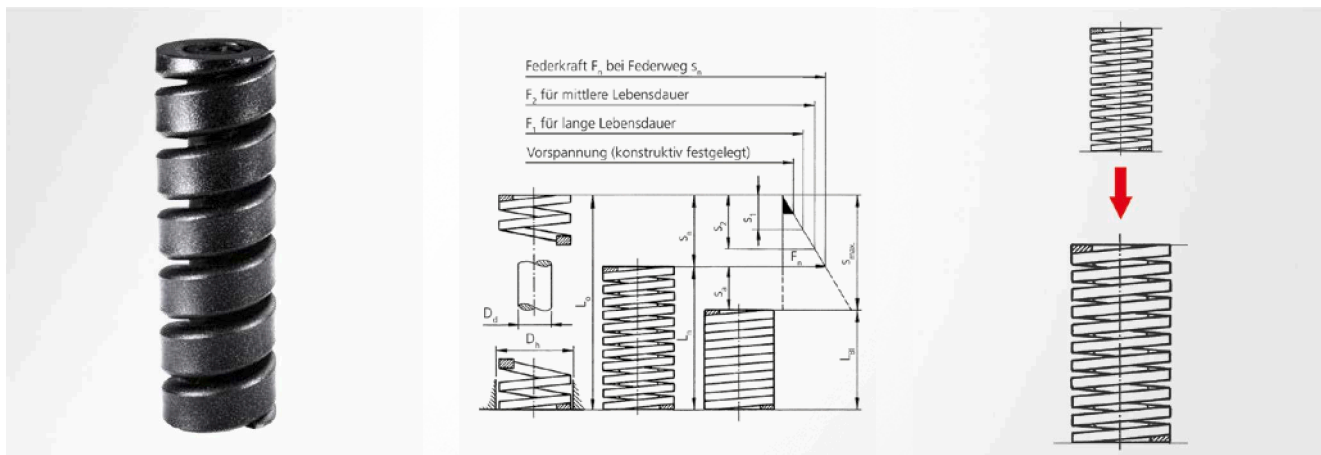 Federkraft Fn bei Federweg sn
F2 für mittlere Lebensdauer
F1 für lange Lebensdauer
Vorspannung (konstruktiv festgelegt)
s1
s2
sn
Fn
smax.
sa
Lo
Dd
Dh
Ln
Lbl